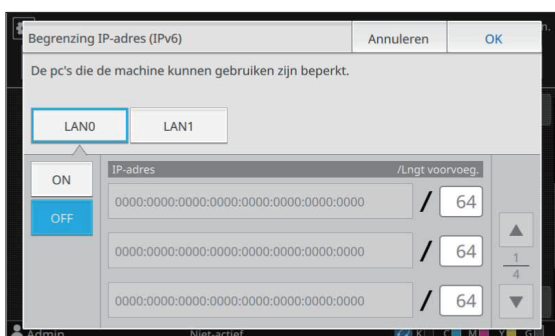 Begrenzing IP-adres (IPv6)
Annuleren
OK
De pc's die de machine kunnen gebruiken zijn beperkt.
LAN0
LAN1
ON
OFF
IP-adres
/Lngt voorvoeg.
0000:0000:0000:0000:0000:0000:0000:0000 / 64
0000:0000:0000:0000:0000:0000:0000:0000 / 64
0000:0000:0000:0000:0000:0000:0000:0000 / 64
1
4
Admin
Niet-actief
K C M Y G